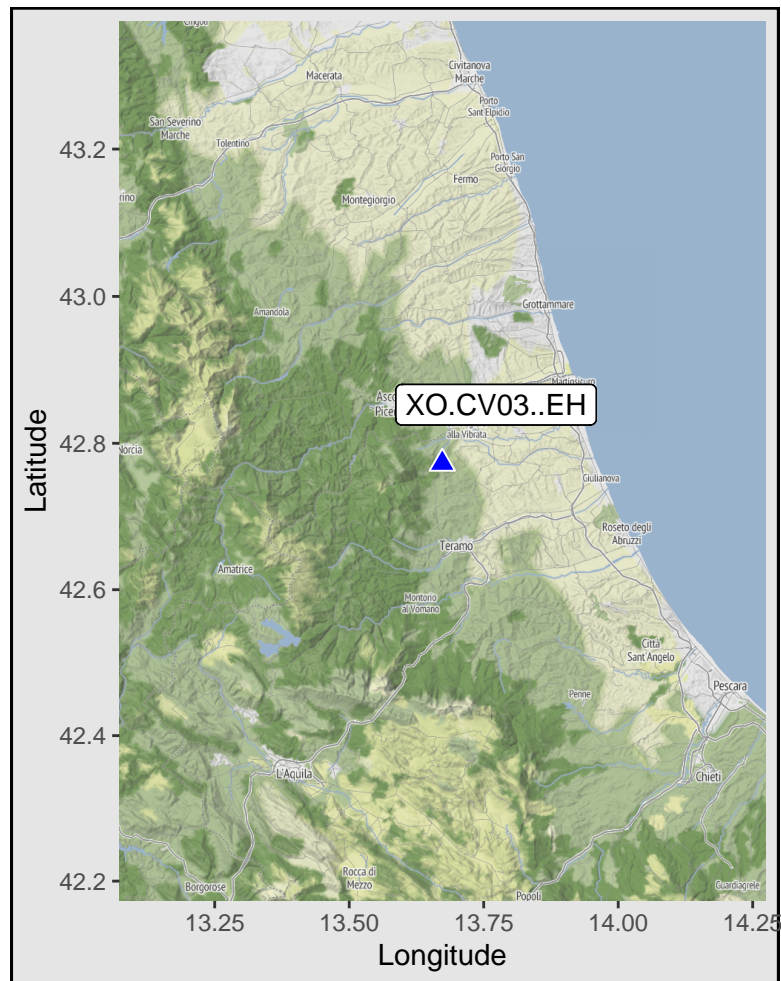 Macerata
Civitanova
Marche
Porto
Sant'Elpidio
San Severino
Marche
Tolentino
43.2
Porto San
Giorgio
Fermo
Montegiorgio
43.0
Grottammare
Amandola
XO.CV03..EH
alla Vibrata
42.8
Norcia
Giulianova
Latitude
Roseto degli
Abruzzi
Teramo
Amatrice
42.6
Montorio
al Vomano
Città
Sant'Angelo
Penne
Pescara
42.4
L'Aquila
Chieti
Rocca di
Mezzo
42.2
Borgorose
Popoli
Guardiagrele
13.25 13.50 13.75 14.00 14.25
Longitude